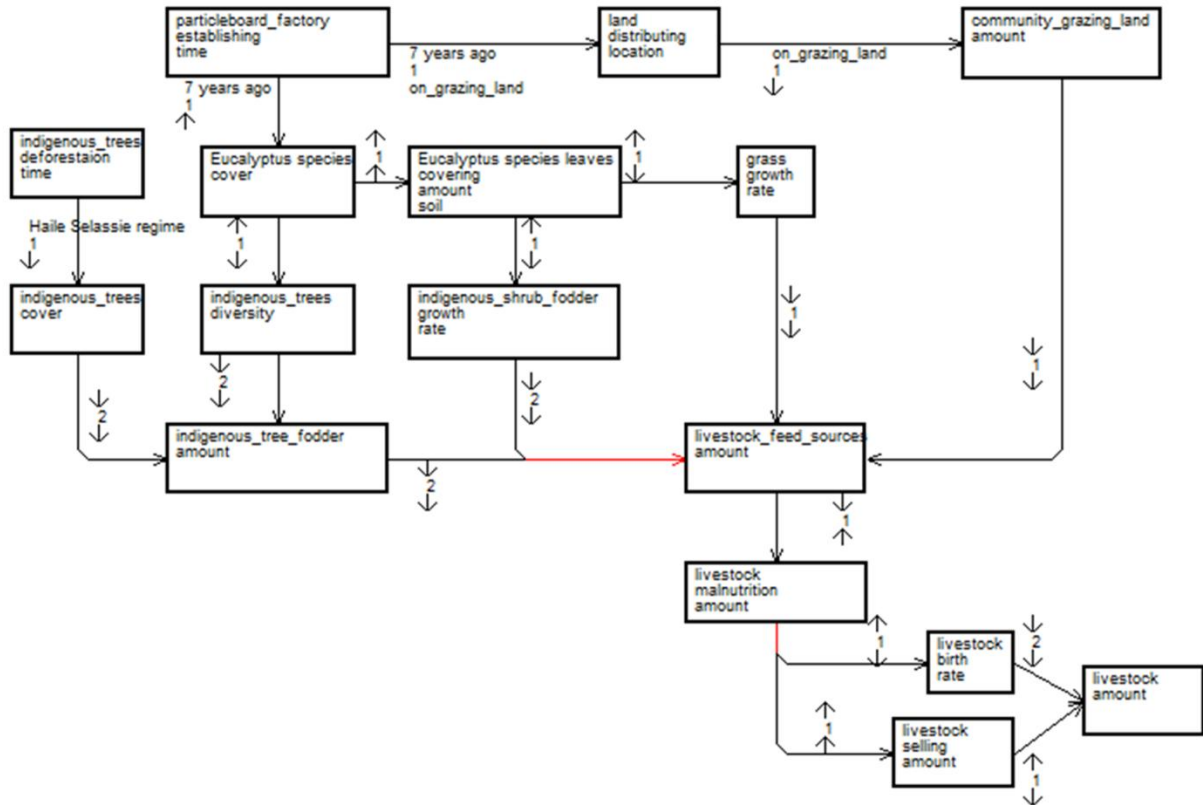 particleboard_factory
establishing
time
land
distributing
location
community_grazing_land
amount
7 years ago
1
on_grazing_land
on_grazing_land
↓
1
7 years ago
↑
1
indigenous_trees
deforestaion
time
Eucalyptus species
cover
↑
1
↑
Eucalyptus species leaves
covering
amount
soil
↑
1
↓
grass
growth
rate
Haile Selassie regime
1
↓
↑
1
↓
↑
1
↓
indigenous_trees
cover
indigenous_trees
diversity
indigenous_shrub_fodder
growth
rate
↓
1
↓
↓
1
↓
↓
2
↓
↓
2
↓
↓
2
↓
indigenous_tree_fodder
amount
↓
2
↓
livestock_feed_sources
amount
↓
1
↑
livestock
malnutrition
amount
↑
1
↓
livestock
birth
rate
↓
2
↓
livestock
amount
↑
1
↑
livestock
selling
amount
↑
1
↓